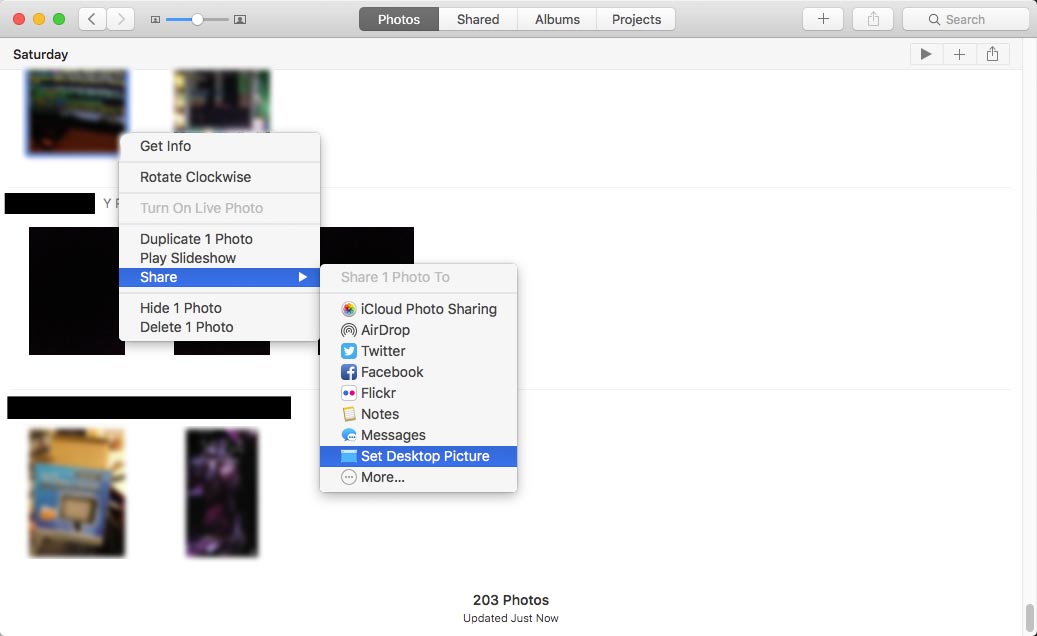 Photos Shared Albums Projects Search
Saturday
Get Info
Rotate Clockwise
Y
Turn On Live Photo
Duplicate 1 Photo
Play Slideshow
Share
Hide 1 Photo
Delete 1 Photo
Share 1 Photo To
iCloud Photo Sharing
AirDrop
Twitter
Facebook
Flickr
Notes
Messages
Set Desktop Picture
More...
203 Photos
Updated Just Now